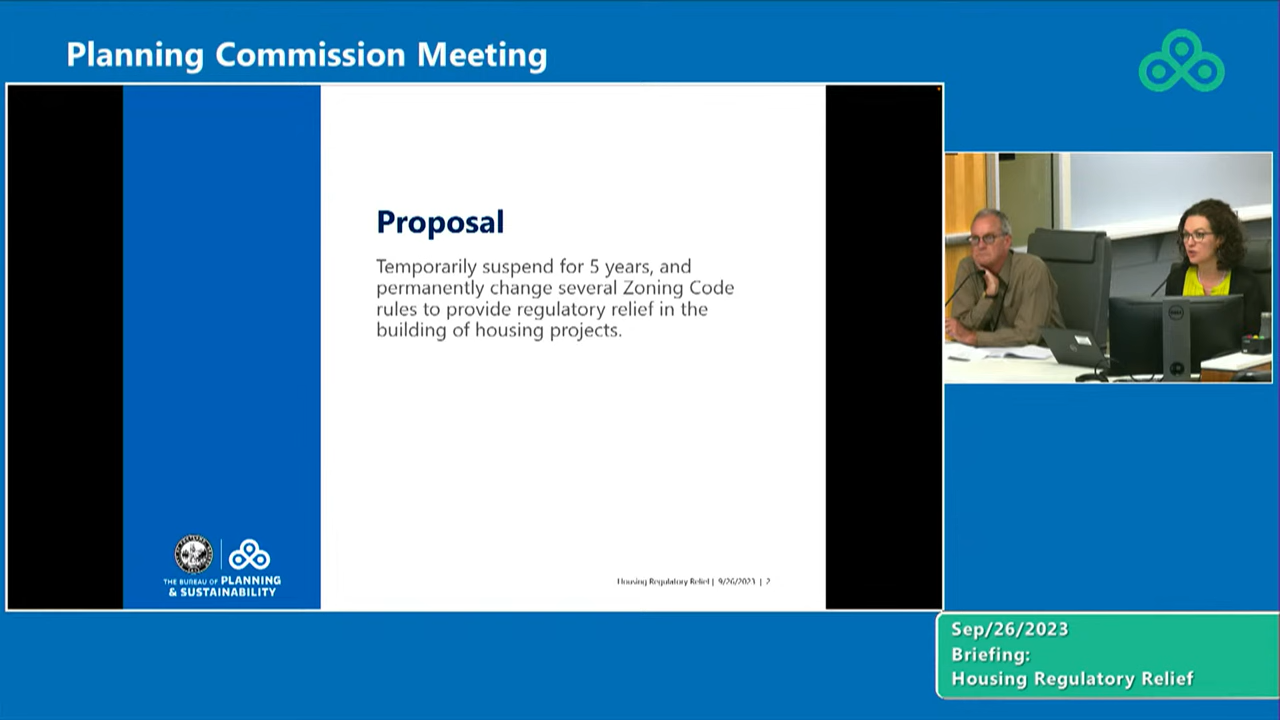 Planning Commission Meeting
Proposal
Temporarily suspend for 5 years, and
permanently change several Zoning Code
rules to provide regulatory relief in the
building of housing projects.
THE BUREAU OF PLANNING
& SUSTAINABILITY
Housing Regulatory Relief | 9/26/2023 | 2
Sep/26/2023
Briefing:
Housing Regulatory Relief